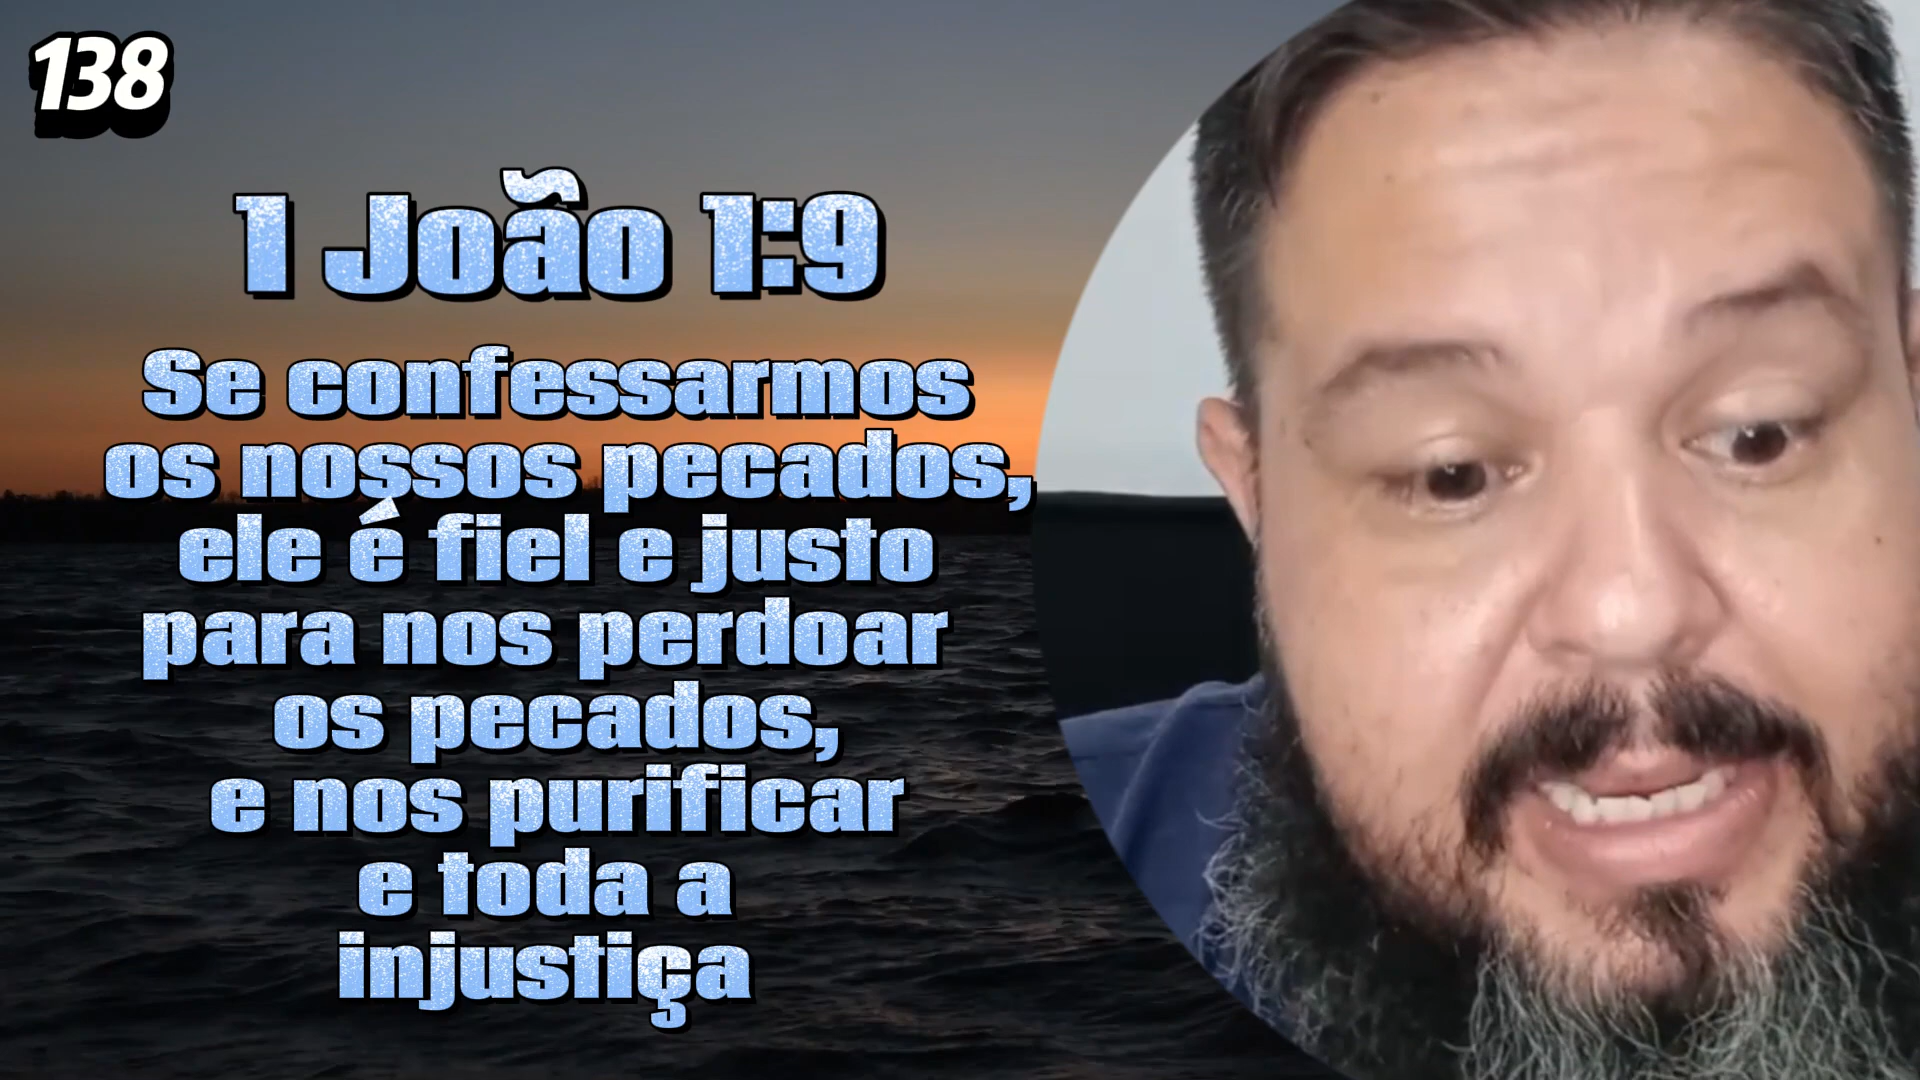 138
1 João 1:9
Se confessarmos
os nossos pecados,
ele é fiel e justo
para nos perdoar
os pecados,
e nos purificar
e toda a
injustiça